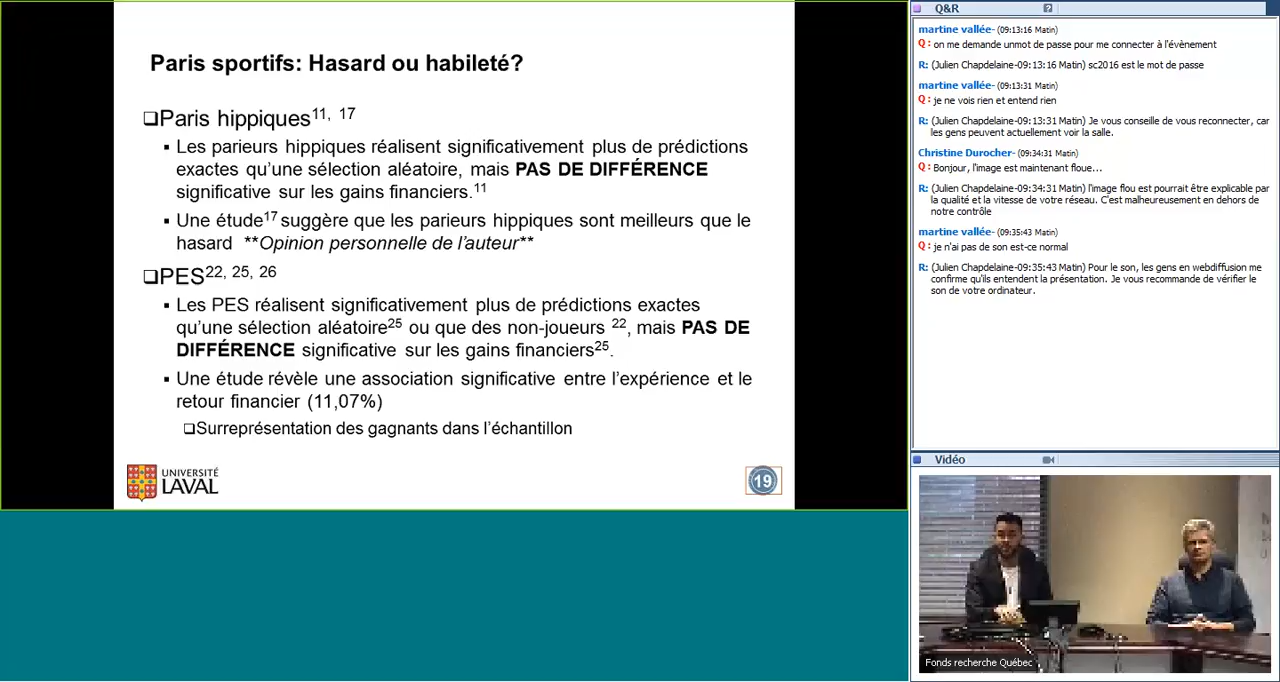 Paris sportifs: Hasard ou habileté?
❑Paris hippiques11, 17
▪ Les parieurs hippiques réalisent significativement plus de prédictions
exactes qu'une sélection aléatoire, mais PAS DE DIFFÉRENCE
significative sur les gains financiers.11
▪ Une étude17 suggère que les parieurs hippiques sont meilleurs que le
hasard **Opinion personnelle de l'auteur**
❑PES22, 25, 26
▪ Les PES réalisent significativement plus de prédictions exactes
qu'une sélection aléatoire25 ou que des non-joueurs 22, mais PAS DE
DIFFÉRENCE significative sur les gains financiers25.
▪ Une étude révèle une association significative entre l'expérience et le
retour financier (11,07%)
❑Surreprésentation des gagnants dans l'échantillon
UNIVERSITÉ
LAVAL
19
Q&R
martine vallée- (09:13:16 Matin)
Q : on me demande unmot de passe pour me connecter à l'évènement
R: (Julien Chapdelaine-09:13:16 Matin) sc2016 est le mot de passe
martine vallée- (09:13:31 Matin)
Q : je ne vois rien et entend rien
R: (Julien Chapdelaine-09:13:31 Matin) Je vous conseille de vous reconnecter, car
les gens peuvent actuellement voir la salle.
Christine Durocher- (09:34:31 Matin)
Q : Bonjour, l'image est maintenant floue...
R: (Julien Chapdelaine-09:34:31 Matin) l'image flou est pourrait être explicable par
la qualité et la vitesse de votre réseau. C'est malheureusement en dehors de
notre contrôle
martine vallée- (09:35:43 Matin)
Q : je n'ai pas de son est-ce normal
R: (Julien Chapdelaine-09:35:43 Matin) Pour le son, les gens en webdiffusion me
confirme qu'ils entendent la présentation. Je vous recommande de vérifier le
son de votre ordinateur.
Vidéo
Fonds recherche Québec